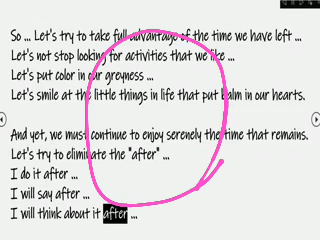 So ... Let's try to take full advantage of the time we have left ...
Let's not stop looking for activities that we like ...
Let's put color in our greyness ...
Let's smile at the little things in life that put balm in our hearts.
And yet, we must continue to enjoy serenely the time that remains.
Let's try to eliminate the "after" ...
I do it after ...
I will say after ...
I will think about it after ...